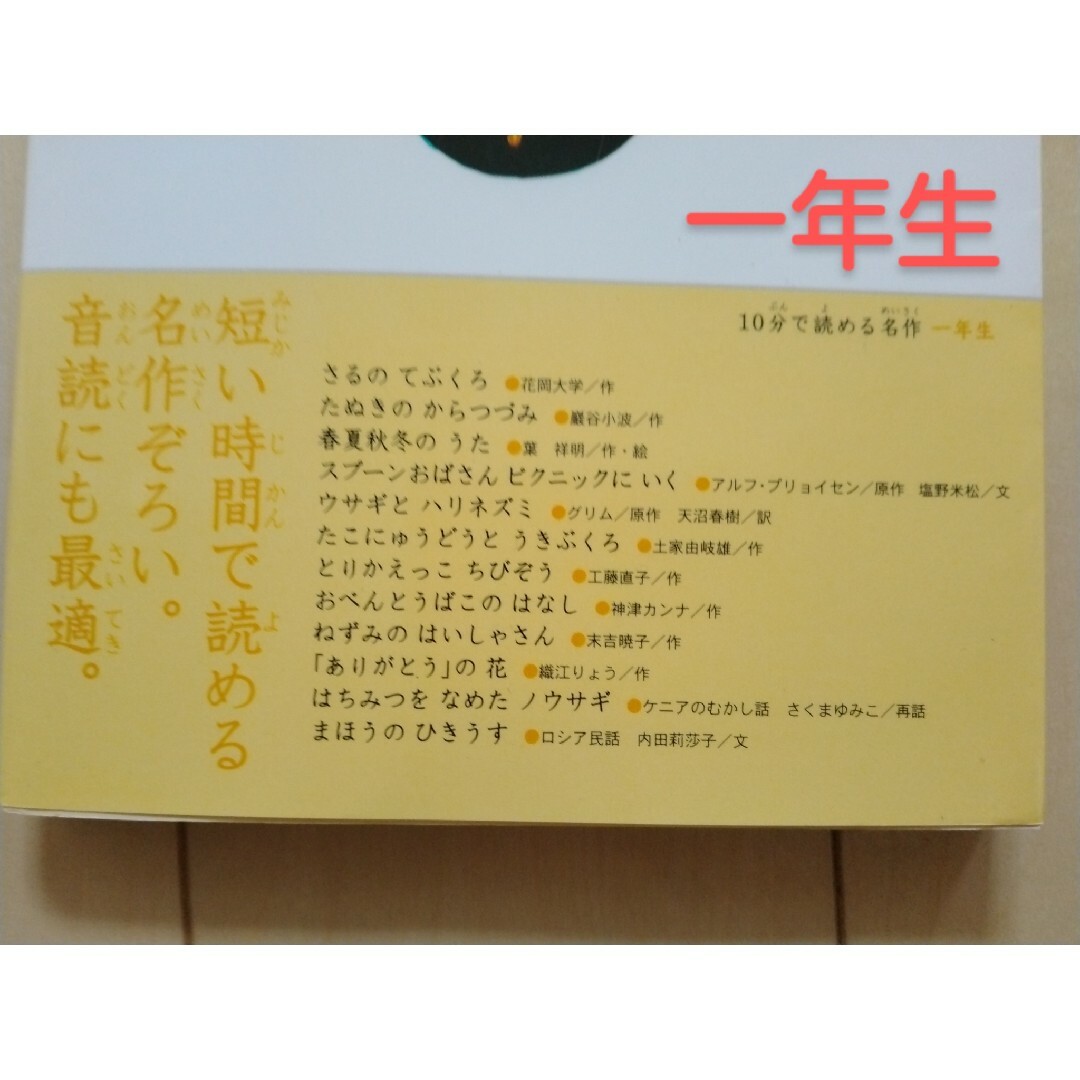 一年生
10分で読める名作 一年生
短い時間で読める
名作ぞろい。
音読にも最適。
さるの てぶくろ ●花岡大学/作
たぬきの からつづみ ●巖谷小波/作
春夏秋冬の うた ●葉 祥明/作・絵
スプーンおばさん ピクニックに いく ●アルフ・プリョイセン/原作 塩野米松/文
ウサギと ハリネズミ ●グリム/原作 天沼春樹/訳
たこにゅうどうと うきぶくろ ●土家由岐雄/作
とりかえっこ ちびぞう ●工藤直子/作
おべんとうばこの はなし ●神津カンナ/作
ねずみの はいしゃさん ●末吉暁子/作
「ありがとう」の 花 ●織江りょう/作
はちみつを なめた ノウサギ ●ケニアのむかし話 さくまゆみこ/再話
まほうの ひきうす ●ロシア民話 内田莉莎子/文